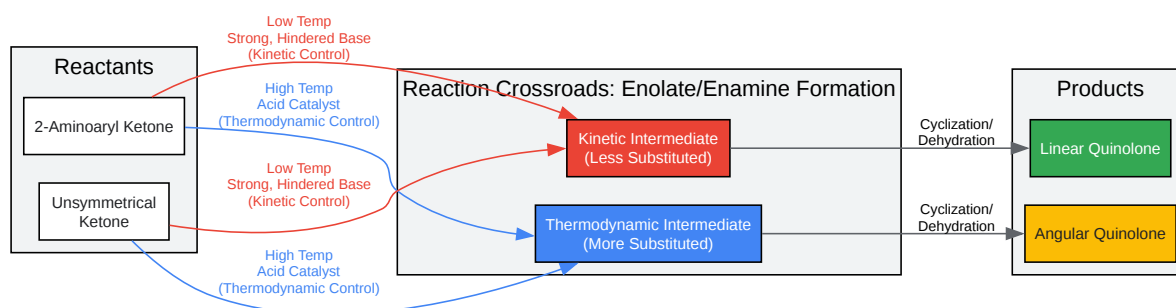 Reactants
2-Aminoaryl Ketone
Unsymmetrical
Ketone
Low Temp
Strong, Hindered Base
(Kinetic Control)
High Temp
Acid Catalyst
(Thermodynamic Control)
Low Temp
Strong, Hindered Base
(Kinetic Control)
High Temp
Acid Catalyst
(Thermodynamic Control)
Reaction Crossroads: Enolate/Enamine Formation
Kinetic Intermediate
(Less Substituted)
Thermodynamic Intermediate
(More Substituted)
Cyclization/
Dehydration
Cyclization/
Dehydration
Products
Linear Quinolone
Angular Quinolone